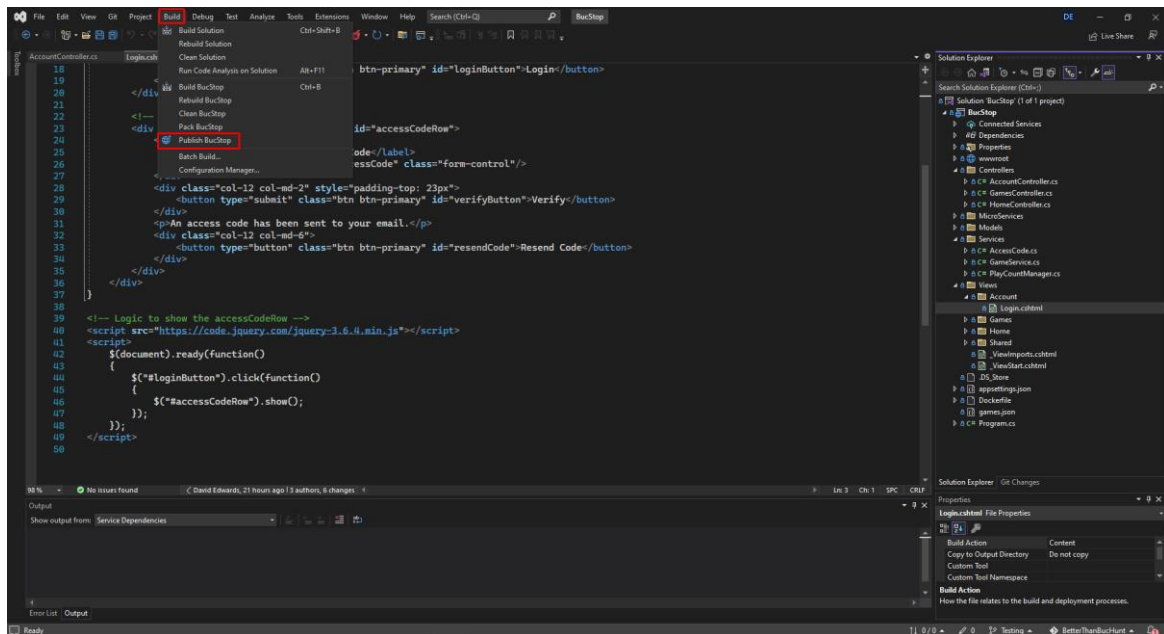 File Edit View Git Project Build Debug Test Analyze Tools Extensions Window Help Search (Ctrl+Q) BucStop DE
Live Share
Build Solution Ctrl+Shift+B
Rebuild Solution
Clean Solution
Run Code Analysis on Solution Alt+F11
Build BucStop Ctrl+B
Rebuild BucStop
Clean BucStop
Pack BucStop
Publish BucStop
Batch Build...
Configuration Manager...
Toolbox
AccountController.cs Login.csh
18 btn-primary" id="loginButton">Login</button>
19 <
20 </div
21
22 <!--
23 <div id="accessCodeRow">
24
25 ode</label>
26 essCode" class="form-control"/>
27
28 <div class="col-12 col-md-2" style="padding-top: 23px">
29 <button type="submit" class="btn btn-primary" id="verifyButton">Verify</button>
30 </div>
31 <p>An access code has been sent to your email.</p>
32 <div class="col-12 col-md-6">
33 <button type="button" class="btn btn-primary" id="resendCode">Resend Code</button>
34 </div>
35 </div>
36 </div>
37 }
38
39 <!-- Logic to show the accessCodeRow -->
40 <script src="https://code.jquery.com/jquery-3.6.4.min.js"></script>
41 <script>
42 $(document).ready(function()
43 {
44 $("#loginButton").click(function()
45 {
46 $("#accessCodeRow").show();
47 });
48 });
49 </script>
50
98 % No issues found David Edwards, 21 hours ago | 3 authors, 6 changes Ln: 3 Ch: 1 SPC CRLF
Output
Show output from: Service Dependencies
Error List Output
Solution Explorer
Search Solution Explorer (Ctrl+;)
Solution 'BucStop' (1 of 1 project)
BucStop
Connected Services
Dependencies
Properties
wwwroot
Controllers
C# AccountController.cs
C# GamesController.cs
C# HomeController.cs
MicroServices
Models
Services
C# AccessCode.cs
C# GameService.cs
C# PlayCountManager.cs
Views
Account
Login.cshtml
Games
Home
Shared
_ViewImports.cshtml
_ViewStart.cshtml
.DS_Store
appsettings.json
Dockerfile
games.json
C# Program.cs
Solution Explorer Git Changes
Properties
Login.cshtml File Properties
Build Action Content
Copy to Output Directory Do not copy
Custom Tool
Custom Tool Namespace
Build Action
How the file relates to the build and deployment processes.
Ready 0 / 0 0 Testing BetterThanBucHunt